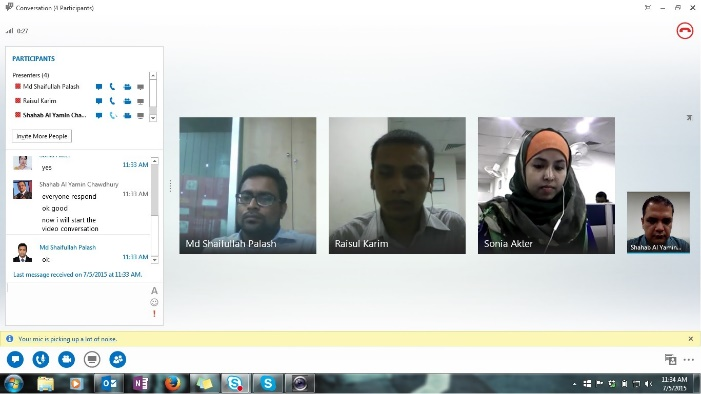 Conversation (4 Participants)
0:27
PARTICIPANTS
Presenters (4)
Md Shaifullah Palash
Raisul Karim
Shahab Al Yamin Cha...
Invite More People
yes
11:33 AM
Shahab Al Yamin Chawdhury
everyone respond
11:33 AM
ok good
now i will start the
video conversation
Md Shaifullah Palash
ok
11:33 AM
Last message received on 7/5/2015 at 11:33 AM.
A
!
Md Shaifullah Palash
Raisul Karim
Sonia Akter
Shahab Al Yamin...
Your mic is picking up a lot of noise.
11:34 AM
7/5/2015